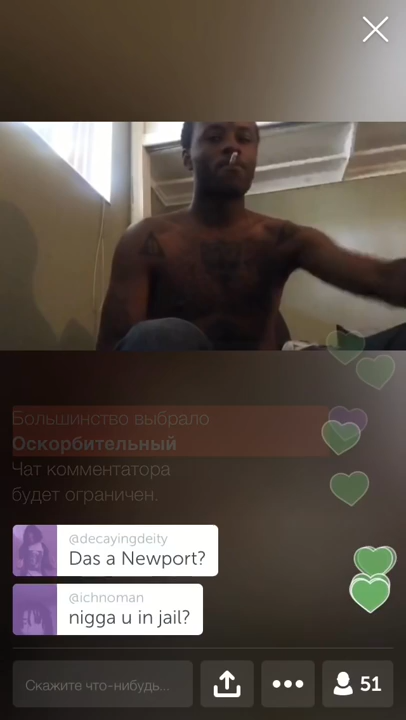 Большинство выбрало
Оскорбительный
Чат комментатора
будет ограничен.
@decayingdeity
Das a Newport?
@ichnoman
nigga u in jail?
Скажите что-нибудь...
51